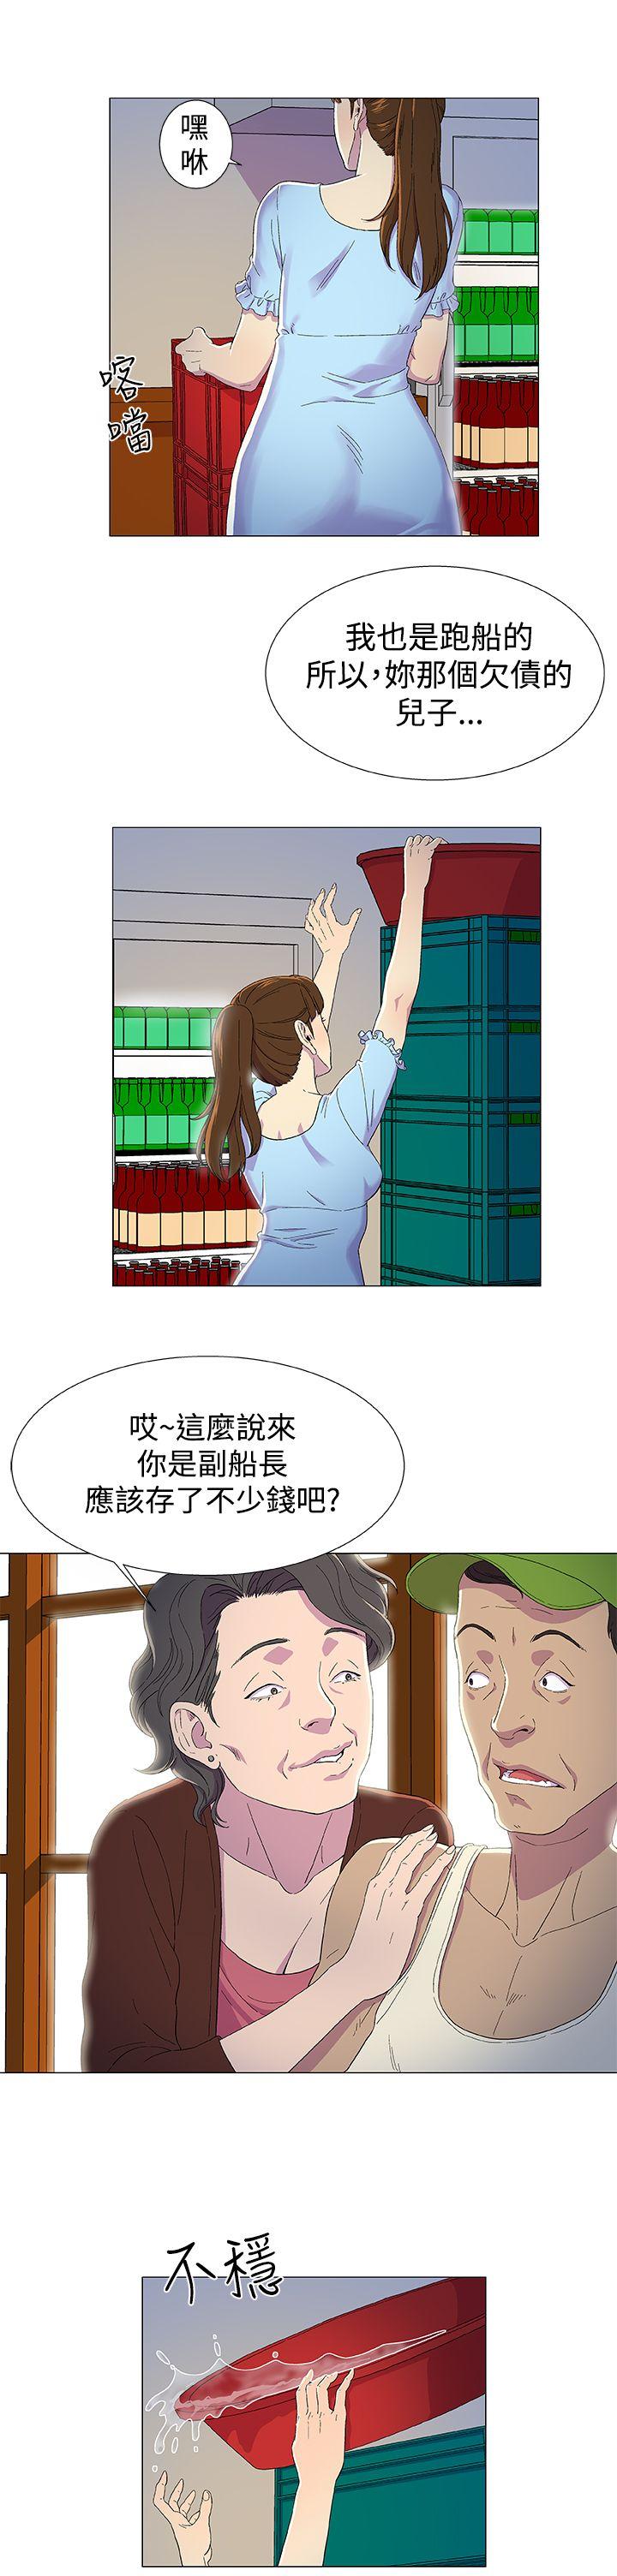 嘿
咻
喀
噹
我也是跑船的
所以,妳那個欠債的
兒子...
哎~這麼說來
你是副船長
應該存了不少錢吧?
不穩